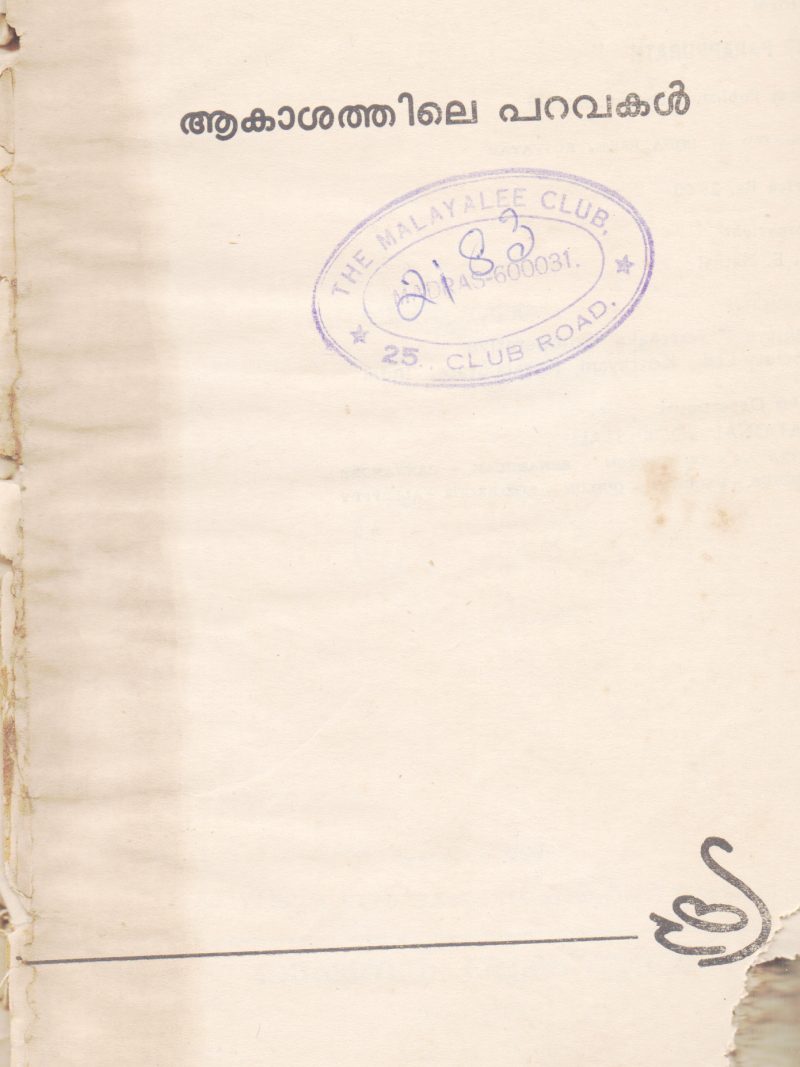 ആകാശത്തിലെ പറവകൾ
THE MALAYALEE CLUB,
2183
MADRAS-600031.
★ 25, CLUB ROAD. ★